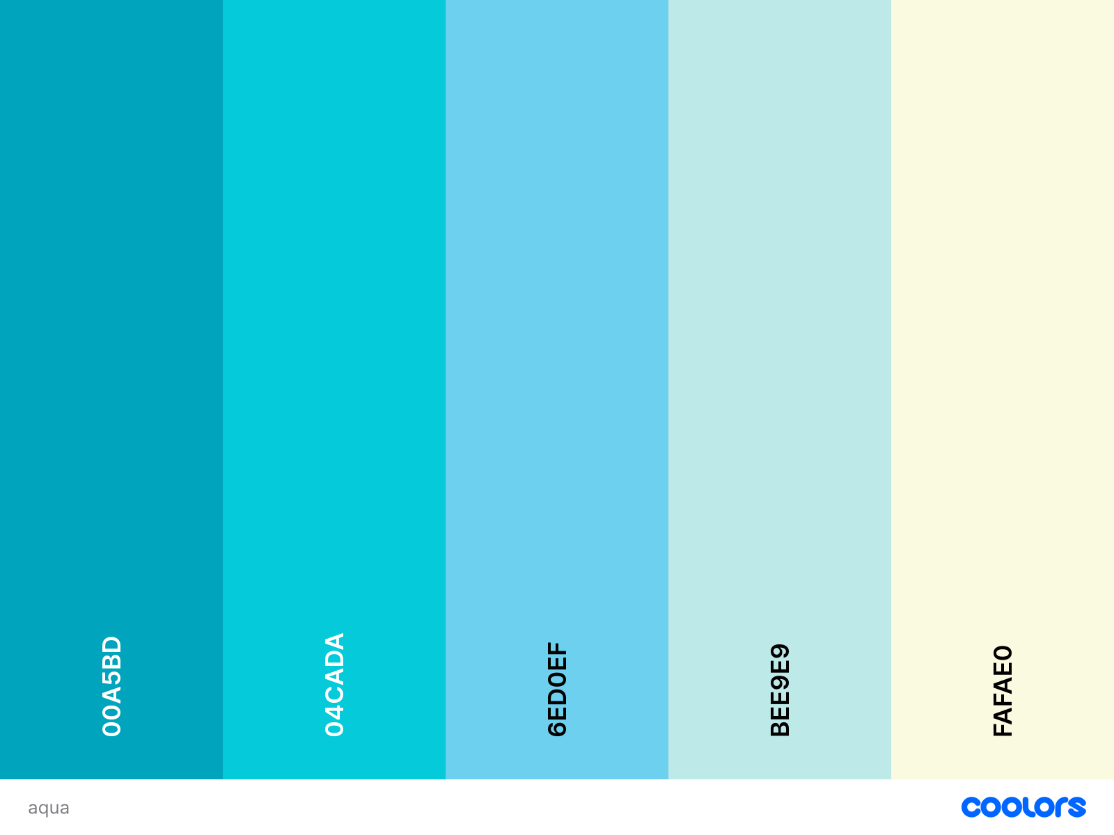 00A5BD
04CADA
6ED0EF
BEE9E9
FAFAE0
aqua
coolors